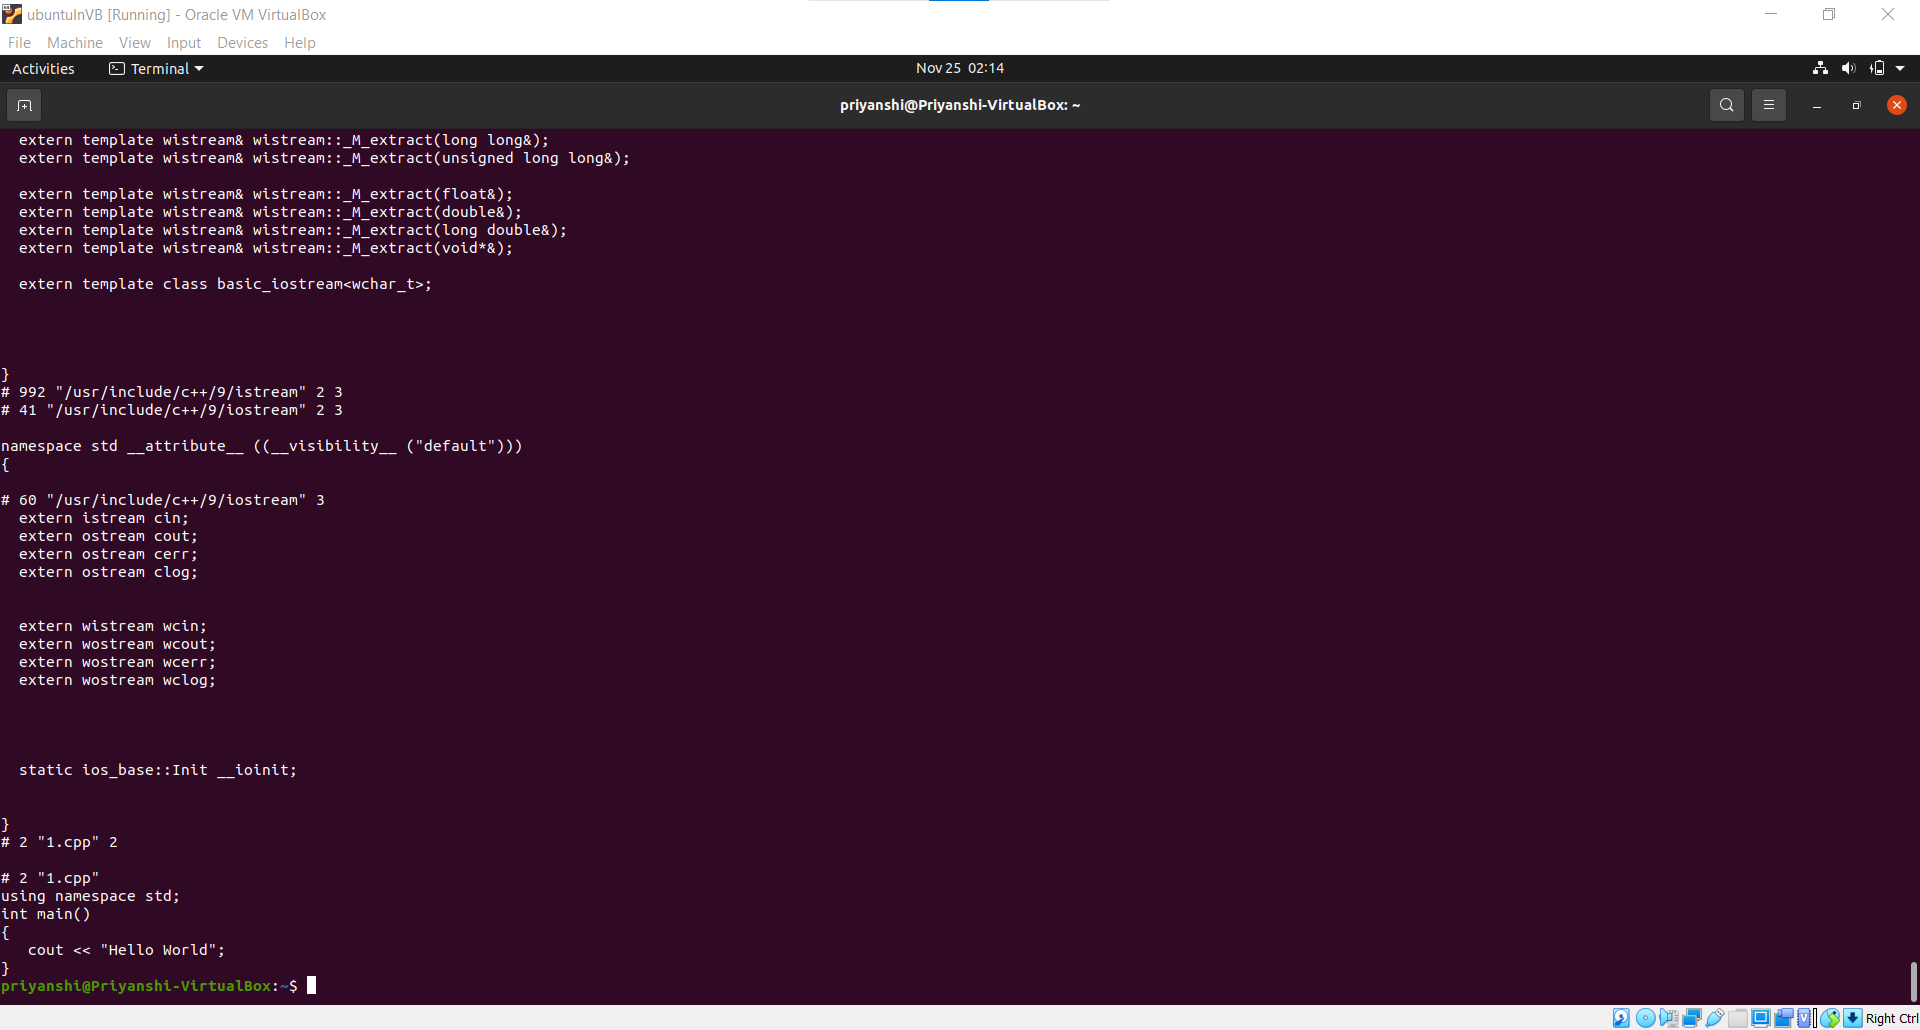 ubuntuInVB [Running] - Oracle VM VirtualBox
File Machine View Input Devices Help
Activities Terminal Nov 25 02:14
priyanshi@Priyanshi-VirtualBox: ~
extern template wistream& wistream::_M_extract(long long&);
extern template wistream& wistream::_M_extract(unsigned long long&);
extern template wistream& wistream::_M_extract(float&);
extern template wistream& wistream::_M_extract(double&);
extern template wistream& wistream::_M_extract(long double&);
extern template wistream& wistream::_M_extract(void*&);
extern template class basic_iostream<wchar_t>;
}
# 992 "/usr/include/c++/9/istream" 2 3
# 41 "/usr/include/c++/9/iostream" 2 3
namespace std __attribute__ ((__visibility__ ("default")))
{
# 60 "/usr/include/c++/9/iostream" 3
extern istream cin;
extern ostream cout;
extern ostream cerr;
extern ostream clog;
extern wistream wcin;
extern wostream wcout;
extern wostream wcerr;
extern wostream wclog;
static ios_base::Init __ioinit;
}
# 2 "1.cpp" 2
# 2 "1.cpp"
using namespace std;
int main()
{
cout << "Hello World";
}
priyanshi@Priyanshi-VirtualBox:~$
Right Ctrl